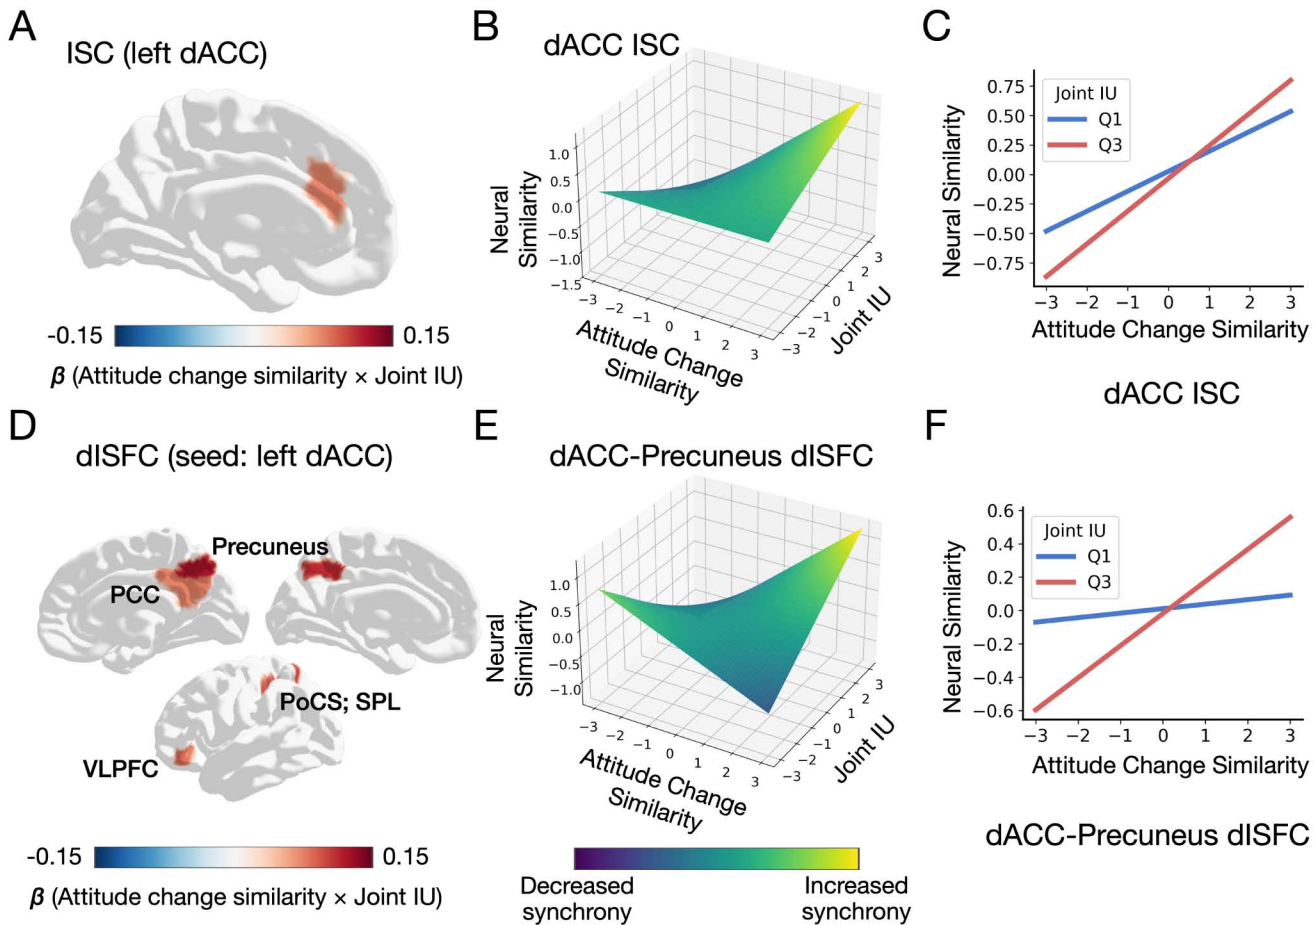 A
ISC (left dACC)
-0.15
0.15
β (Attitude change similarity × Joint IU)
B
dACC ISC
1.0
0.5
0.0
−0.5
−1.0
−1.5
Neural
Similarity
−3
−2
−1
0
1
2
3
Attitude Change
Similarity
−3
−2
−1
0
1
2
3
Joint IU
C
0.75
0.50
0.25
0.00
−0.25
−0.50
−0.75
Neural Similarity
Joint IU
Q1
Q3
−3 −2 −1 0 1 2 3
Attitude Change Similarity
dACC ISC
D
dISFC (seed: left dACC)
Precuneus
PCC
PoCS; SPL
VLPFC
-0.15
0.15
β (Attitude change similarity × Joint IU)
E
dACC-Precuneus dISFC
1.0
0.5
0.0
−0.5
−1.0
Neural
Similarity
−3
−2
−1
0
1
2
3
Attitude Change
Similarity
−3
−2
−1
0
1
2
3
Joint IU
Decreased
synchrony
Increased
synchrony
F
0.6
0.4
0.2
0.0
−0.2
−0.4
−0.6
Neural Similarity
Joint IU
Q1
Q3
−3 −2 −1 0 1 2 3
Attitude Change Similarity
dACC-Precuneus dISFC